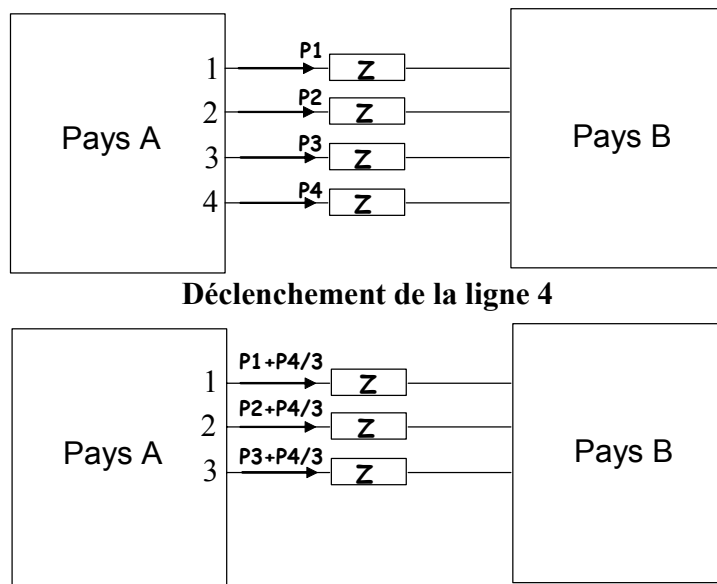 P1
1 Z
P2
2 Z
Pays A
Pays B
P3
3 Z
P4
4 Z
Déclenchement de la ligne 4
P1+P4/3
1 Z
P2+P4/3
2 Z
Pays A
Pays B
P3+P4/3
3 Z